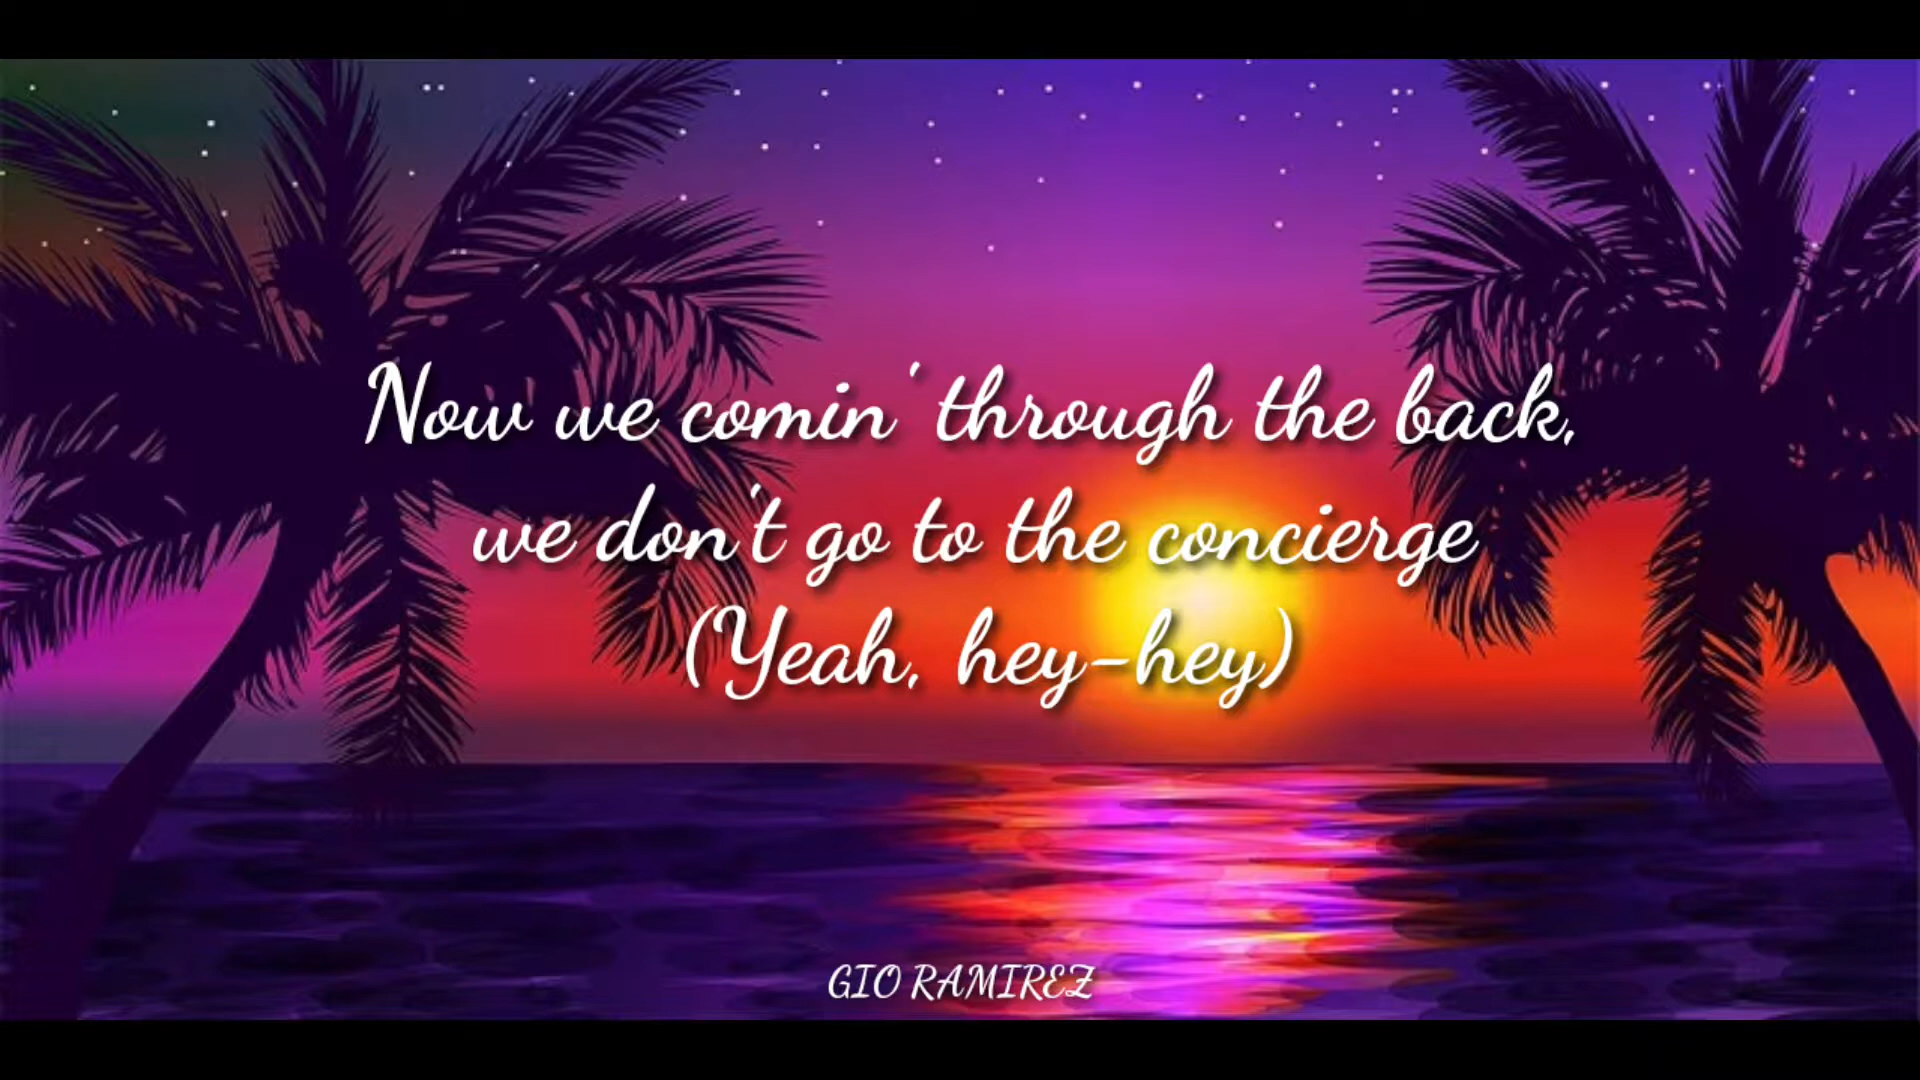 Now we comin' through the back,
we don't go to the concierge
(Yeah, hey-hey)
GIO RAMIREZ